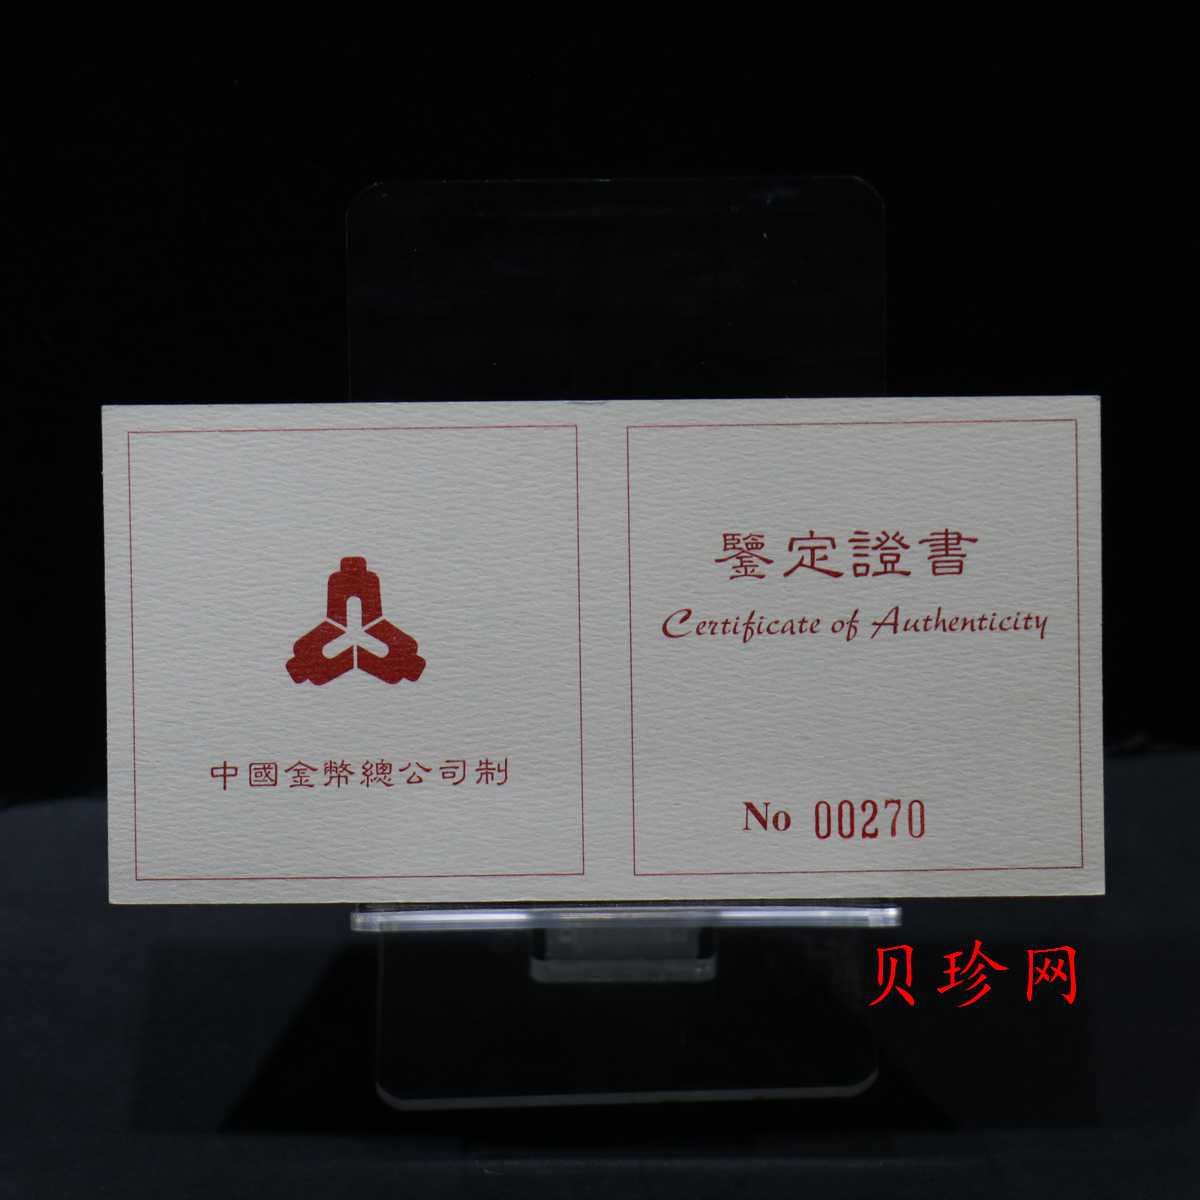 中國金幣總公司制
鑒定證書
Certificate of Authenticity
No 00270
贝珍网